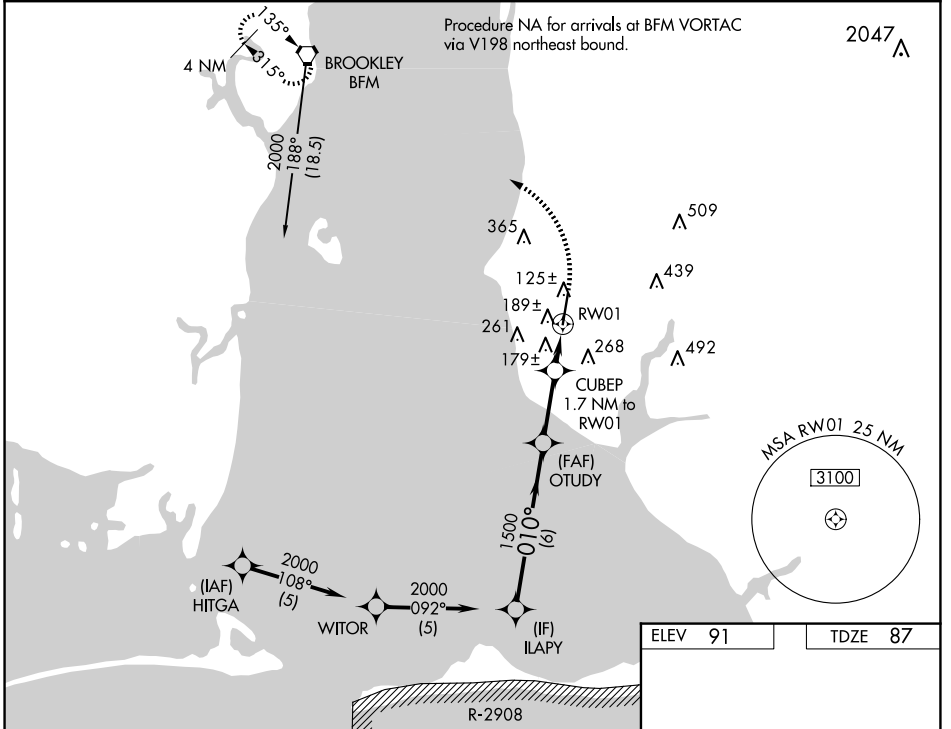 Procedure NA for arrivals at BFM VORTAC
via V198 northeast bound.
2047
135°
4 NM
315°
BROOKLEY
BFM
2000
188°
(18.5)
365
509
125±
439
189±
RW01
261
179±
268
492
CUBEP
1.7 NM to
RW01
(FAF)
OTUDY
MSA RW01 25 NM
3100
1500
010°
(6)
2000
108°
(5)
(IAF)
HITGA
WITOR
2000
092°
(5)
(IF)
ILAPY
R-2908
ELEV 91
TDZE 87